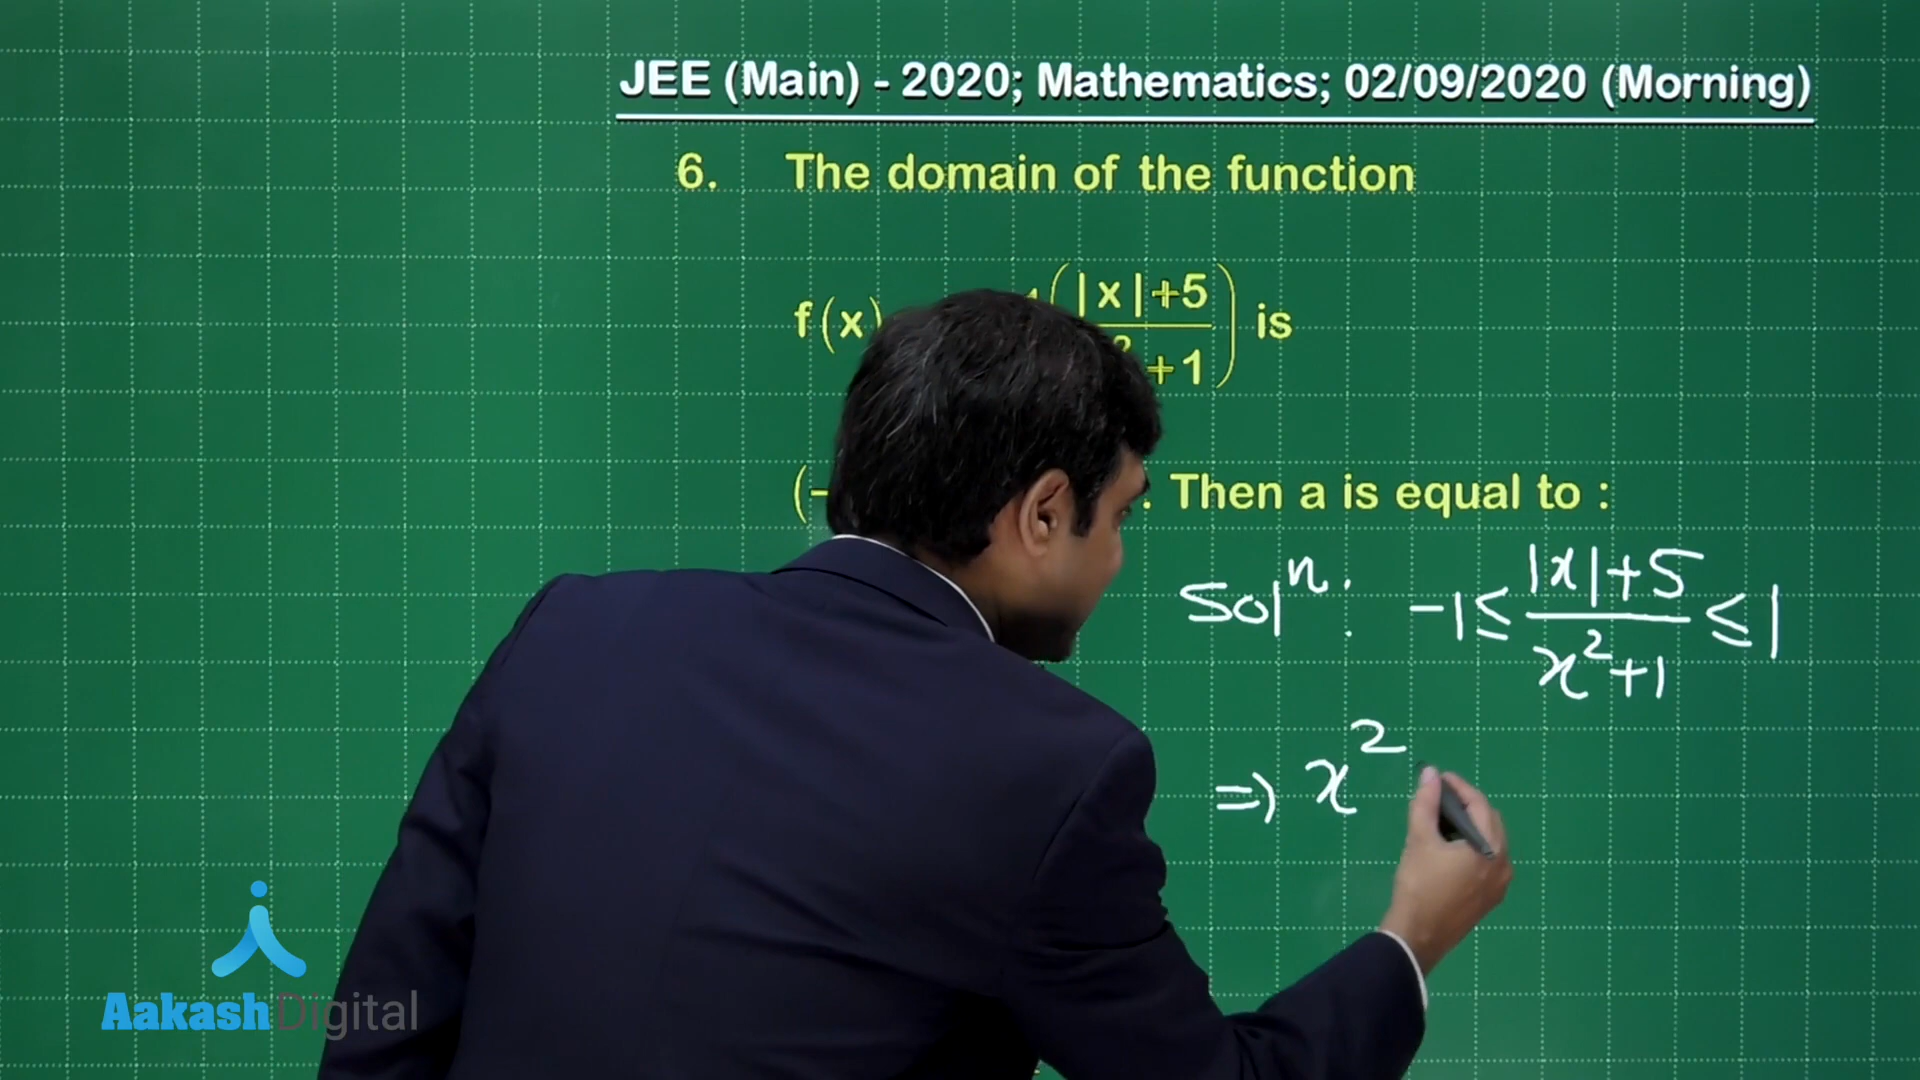 JEE (Main) - 2020; Mathematics; 02/09/2020 (Morning)
6. The domain of the function
f(x) (|x|+5 / +1) is
(– . Then a is equal to :
Solⁿ: -1 ≤ |x|+5 / x²+1 ≤ 1
⇒ x²
Aakash Digital